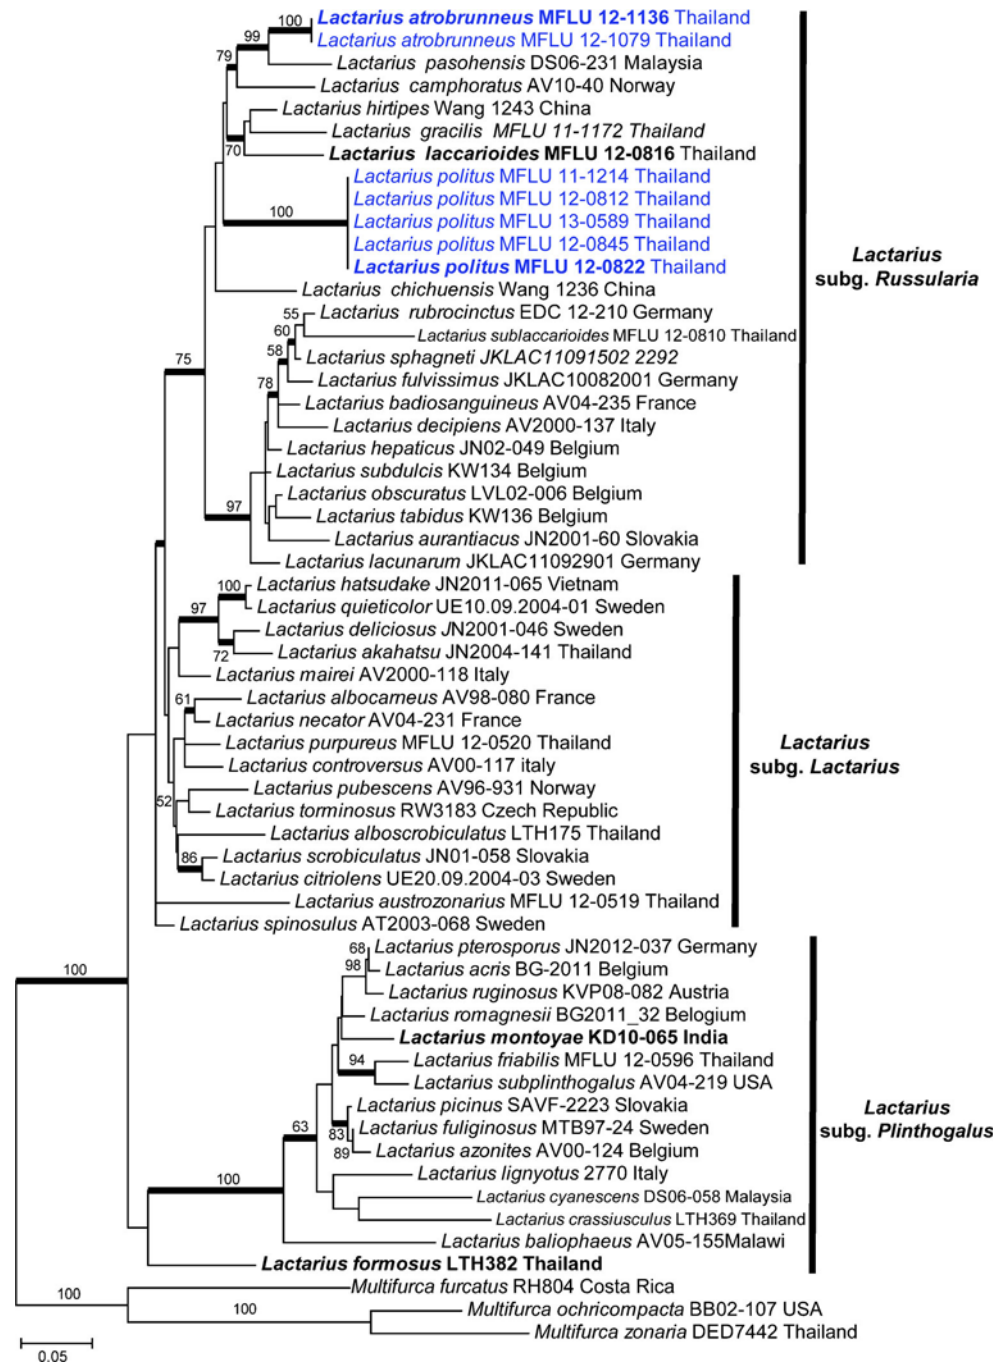 100
Lactarius atrobrunneus MFLU 12-1136 Thailand
99
Lactarius atrobrunneus MFLU 12-1079 Thailand
79
Lactarius pasohensis DS06-231 Malaysia
Lactarius camphoratus AV10-40 Norway
Lactarius hirtipes Wang 1243 China
Lactarius gracilis MFLU 11-1172 Thailand
70
Lactarius laccarioides MFLU 12-0816 Thailand
Lactarius politus MFLU 11-1214 Thailand
Lactarius politus MFLU 12-0812 Thailand
100
Lactarius politus MFLU 13-0589 Thailand
Lactarius politus MFLU 12-0845 Thailand
Lactarius politus MFLU 12-0822 Thailand
Lactarius
subg. Russularia
Lactarius chichuensis Wang 1236 China
55
Lactarius rubrocinctus EDC 12-210 Germany
60
Lactarius sublaccarioides MFLU 12-0810 Thailand
58
Lactarius sphagneti JKLAC11091502 2292
75
78
Lactarius fulvissimus JKLAC10082001 Germany
Lactarius badiosanguineus AV04-235 France
Lactarius decipiens AV2000-137 Italy
Lactarius hepaticus JN02-049 Belgium
Lactarius subdulcis KW134 Belgium
Lactarius obscuratus LVL02-006 Belgium
97
Lactarius tabidus KW136 Belgium
Lactarius aurantiacus JN2001-60 Slovakia
Lactarius lacunarum JKLAC11092901 Germany
100
Lactarius hatsudake JN2011-065 Vietnam
97
Lactarius quieticolor UE10.09.2004-01 Sweden
Lactarius deliciosus JN2001-046 Sweden
72
Lactarius akahatsu JN2004-141 Thailand
Lactarius mairei AV2000-118 Italy
61
Lactarius albocarneus AV98-080 France
Lactarius necator AV04-231 France
Lactarius purpureus MFLU 12-0520 Thailand
Lactarius
subg. Lactarius
Lactarius controversus AV00-117 italy
Lactarius pubescens AV96-931 Norway
52
Lactarius torminosus RW3183 Czech Republic
Lactarius alboscrobiculatus LTH175 Thailand
86
Lactarius scrobiculatus JN01-058 Slovakia
Lactarius citriolens UE20.09.2004-03 Sweden
Lactarius austrozonarius MFLU 12-0519 Thailand
Lactarius spinosulus AT2003-068 Sweden
68
Lactarius pterosporus JN2012-037 Germany
98
Lactarius acris BG-2011 Belgium
100
Lactarius ruginosus KVP08-082 Austria
Lactarius romagnesii BG2011_32 Belogium
Lactarius montoyae KD10-065 India
94
Lactarius friabilis MFLU 12-0596 Thailand
Lactarius subplinthogalus AV04-219 USA
Lactarius picinus SAVF-2223 Slovakia
Lactarius
subg. Plinthogalus
63
83
Lactarius fuliginosus MTB97-24 Sweden
89
Lactarius azonites AV00-124 Belgium
Lactarius lignyotus 2770 Italy
100
Lactarius cyanescens DS06-058 Malaysia
Lactarius crassiusculus LTH369 Thailand
Lactarius baliophaeus AV05-155Malawi
Lactarius formosus LTH382 Thailand
Multifurca furcatus RH804 Costa Rica
100
100
Multifurca ochricompacta BB02-107 USA
Multifurca zonaria DED7442 Thailand
0.05